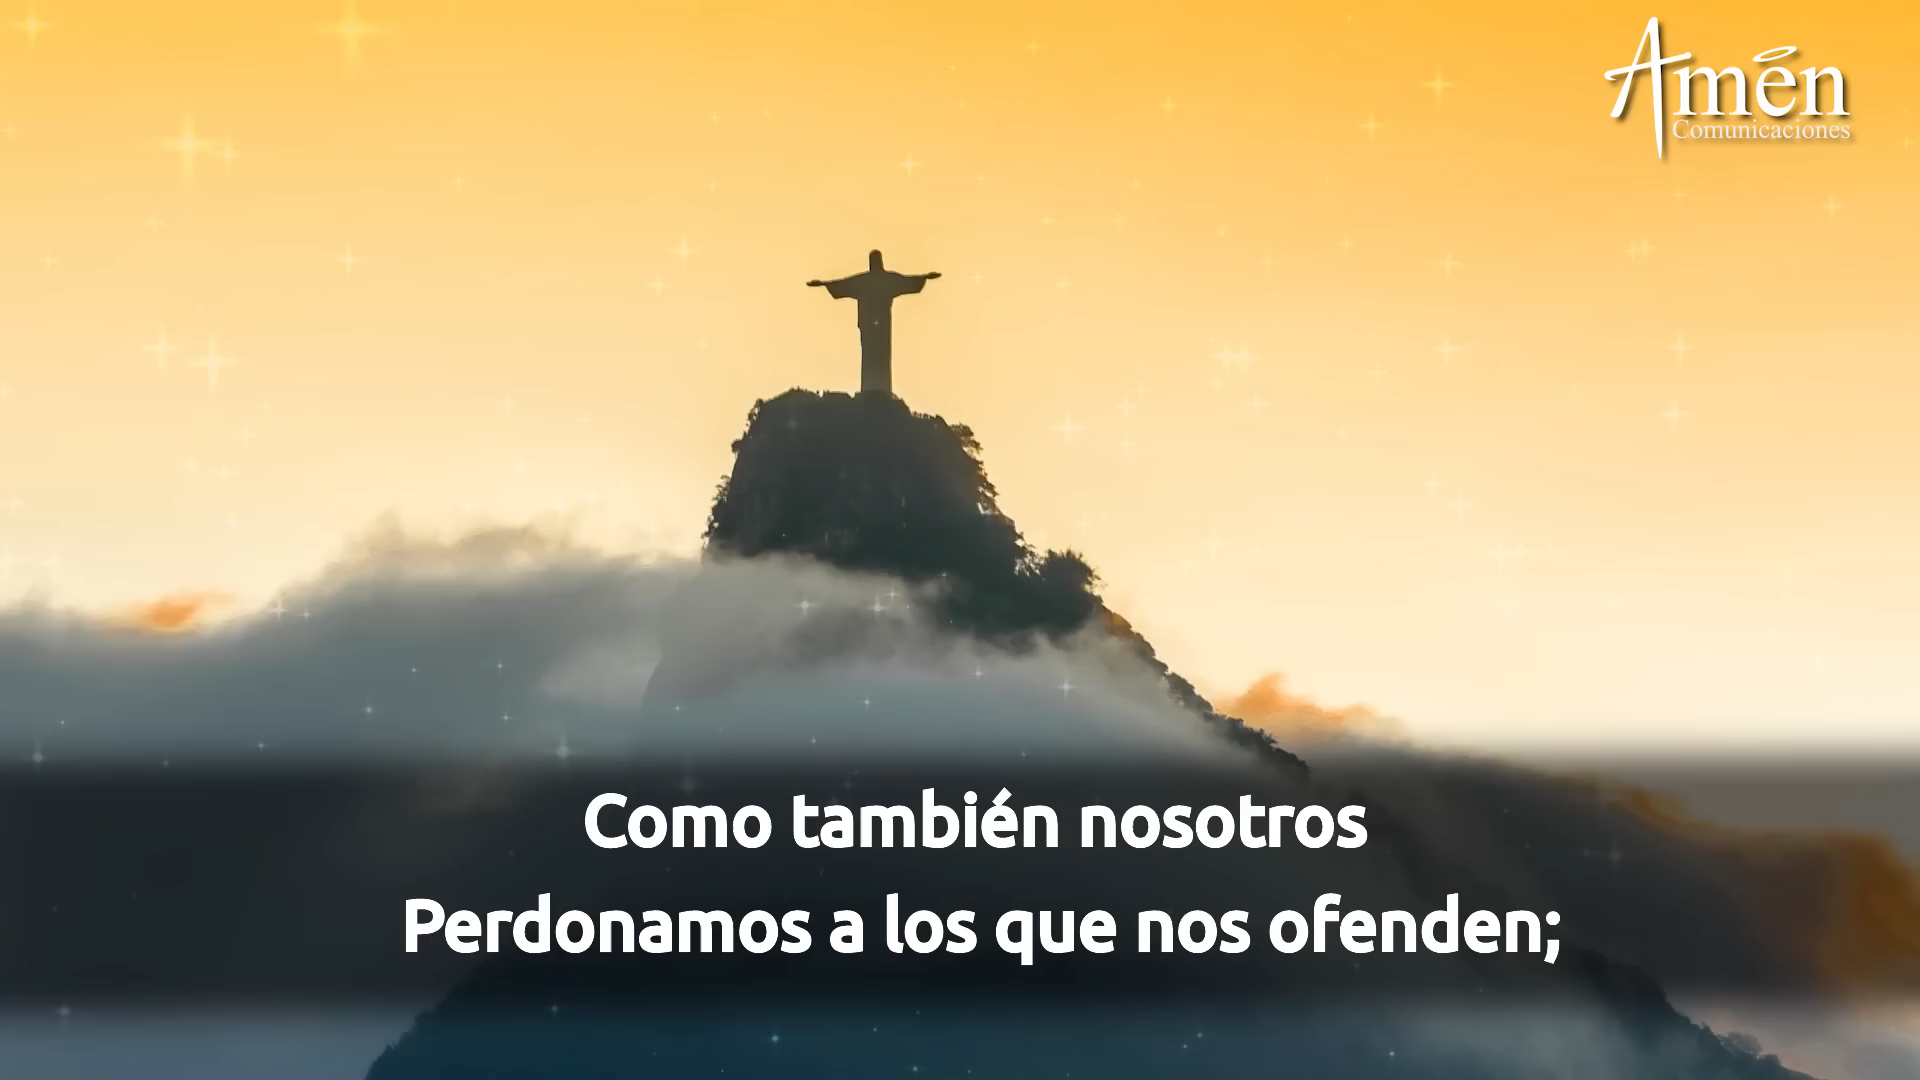 Amén
Comunicaciones
Como también nosotros
Perdonamos a los que nos ofenden;